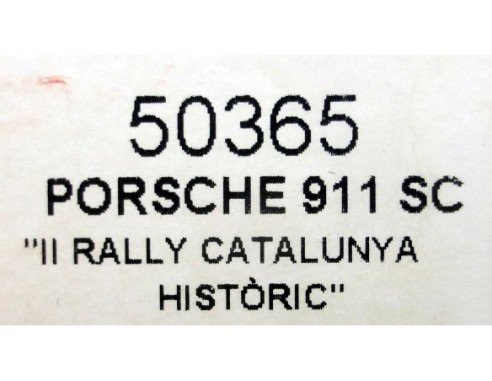 50365
PORSCHE 911 SC
"II RALLY CATALUNYA
HISTÒRIC"